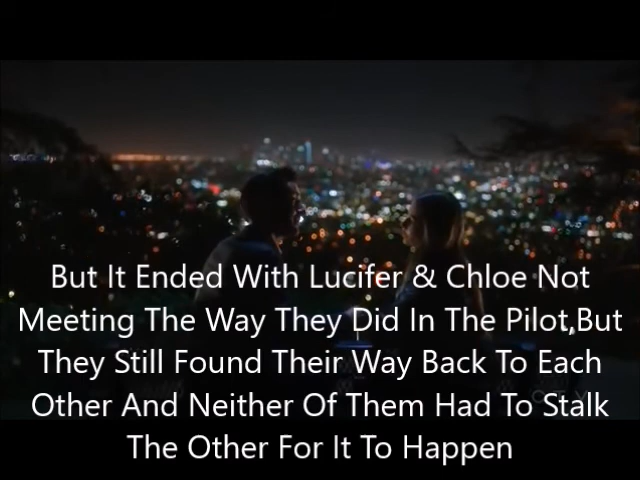 But It Ended With Lucifer & Chloe Not
Meeting The Way They Did In The Pilot,But
They Still Found Their Way Back To Each
Other And Neither Of Them Had To Stalk
The Other For It To Happen